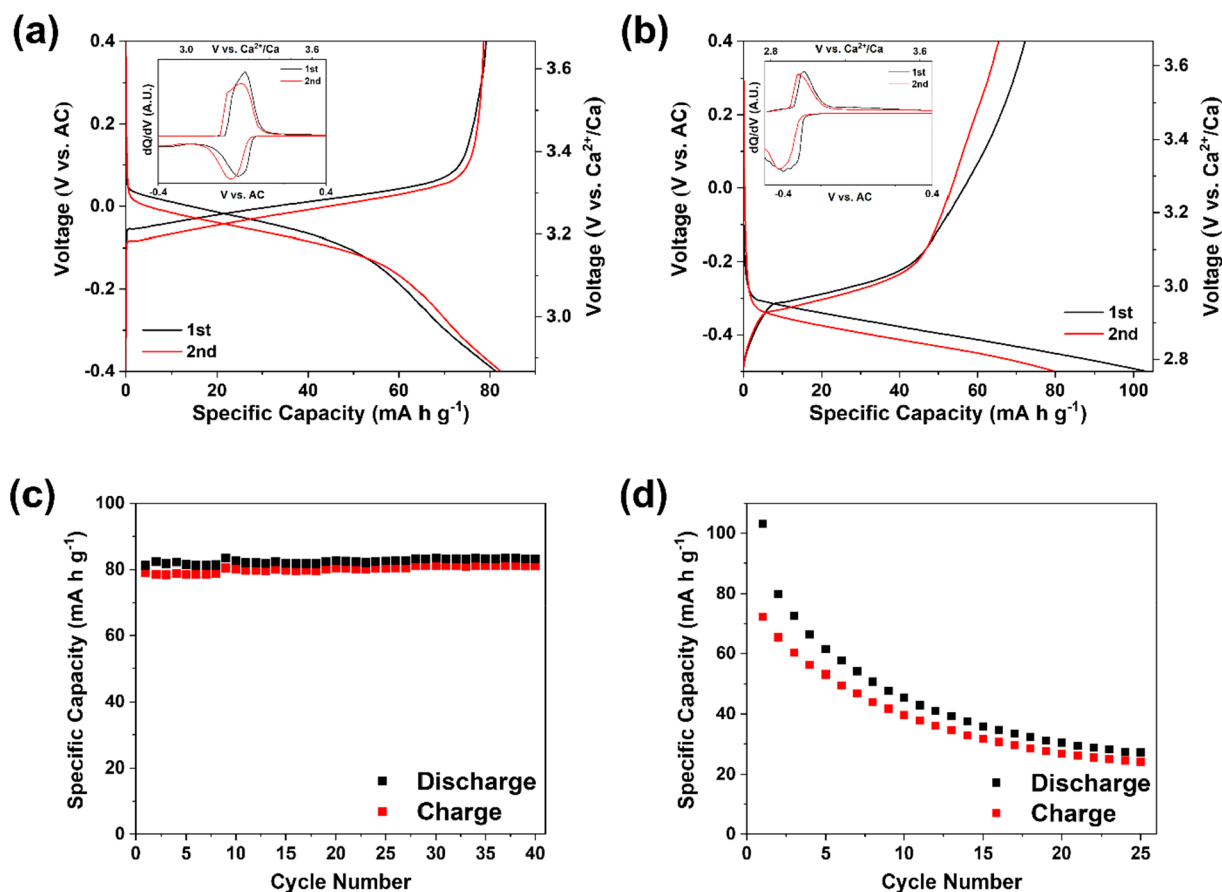 (a)
3.0 3.6
V vs. Ca²⁺/Ca
1st
2nd
dQ/dV (A.U.)
-0.4 0.4
V vs. AC
0.4
0.2
0.0
-0.2
-0.4
Voltage (V vs. AC)
3.6
3.4
3.2
3.0
Voltage (V vs. Ca²⁺/Ca)
1st
2nd
0 20 40 60 80
Specific Capacity (mA h g⁻¹)
(b)
2.8 3.6
V vs. Ca²⁺/Ca
1st
2nd
dQ/dV (A.U.)
-0.4 0.4
V vs. AC
0.4
0.2
0.0
-0.2
-0.4
Voltage (V vs. AC)
3.6
3.4
3.2
3.0
2.8
Voltage (V vs. Ca²⁺/Ca)
1st
2nd
0 20 40 60 80 100
Specific Capacity (mA h g⁻¹)
(c)
100
80
60
40
20
0
Specific Capacity (mA h g⁻¹)
Discharge
Charge
0 5 10 15 20 25 30 35 40
Cycle Number
(d)
100
80
60
40
20
0
Specific Capacity (mA h g⁻¹)
Discharge
Charge
0 5 10 15 20 25
Cycle Number